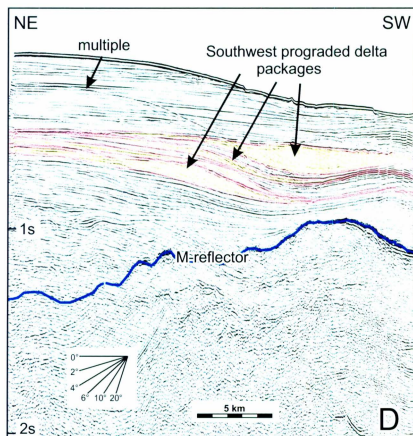 NE
SW
multiple
Southwest prograded delta
packages
1s
M-reflector
0°
2°
4°
6° 10° 20°
5 km
D
2s